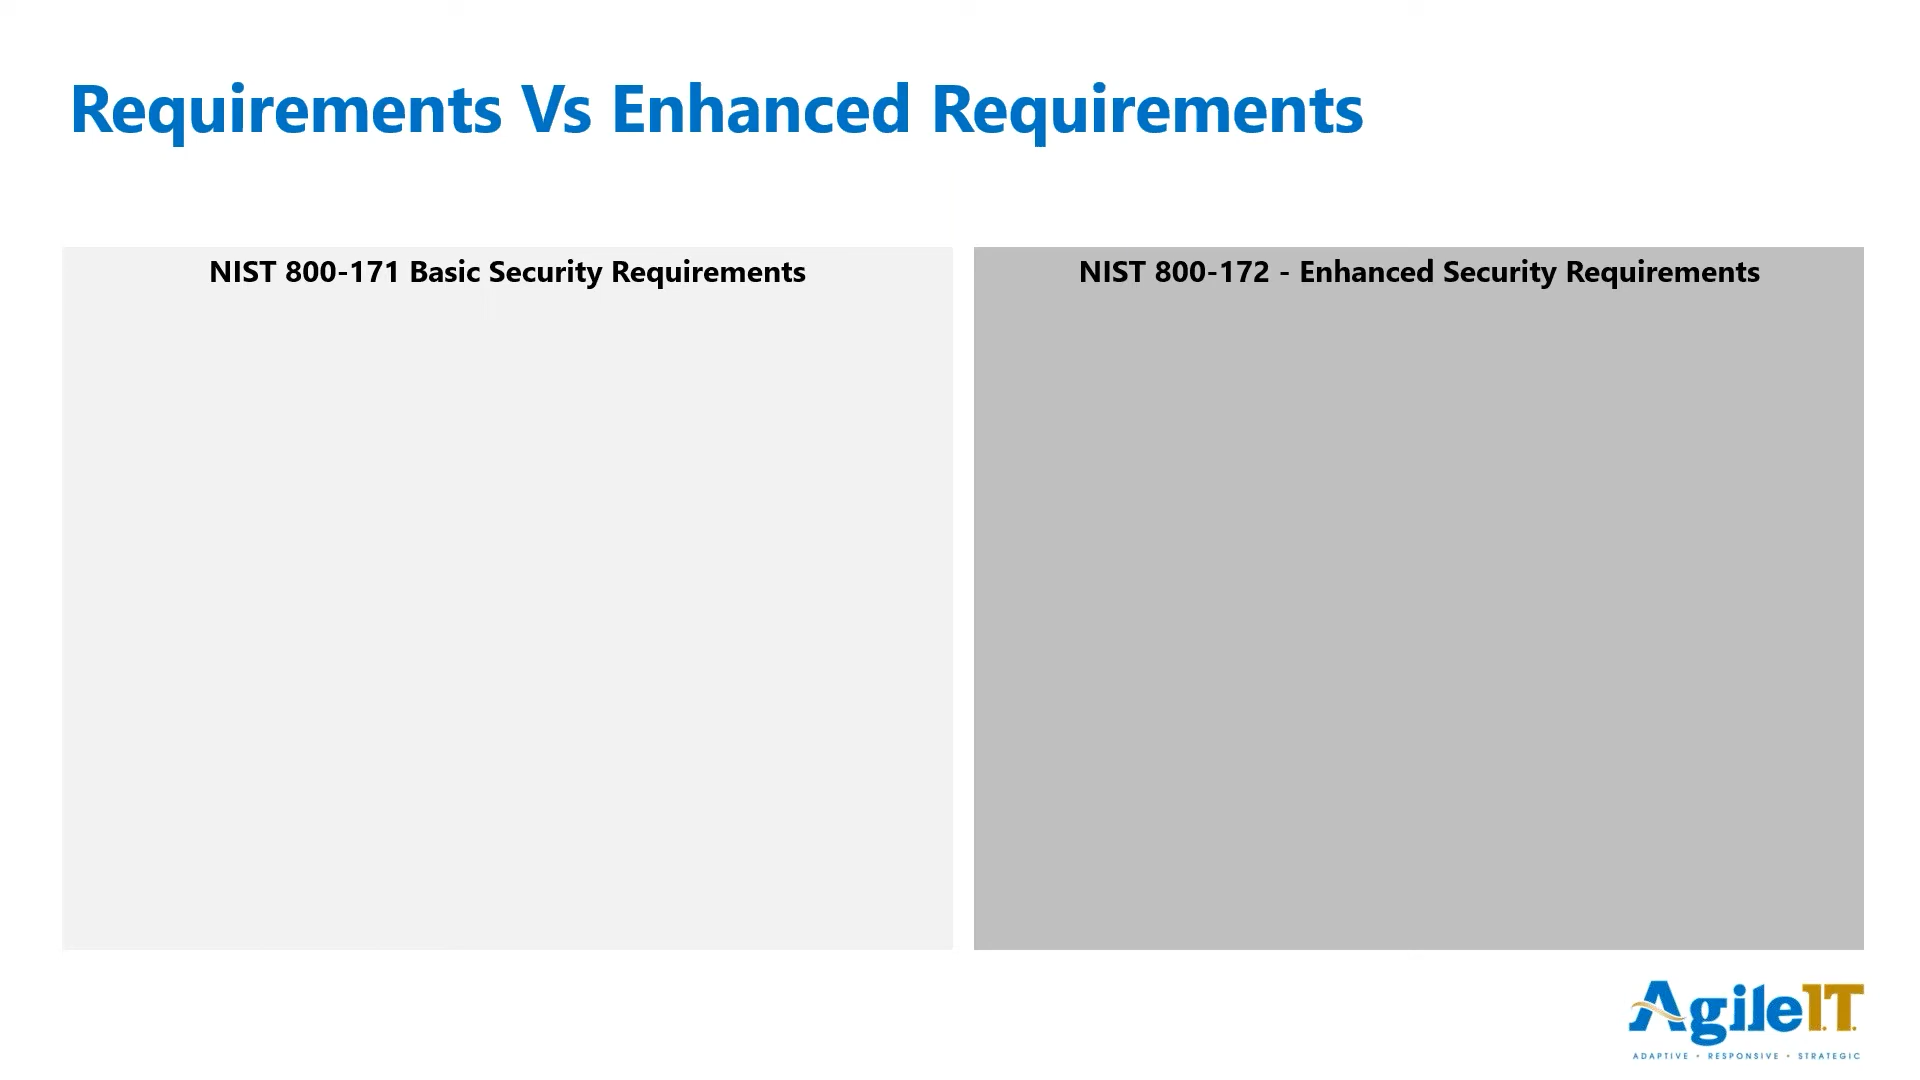 Requirements Vs Enhanced Requirements
NIST 800-171 Basic Security Requirements
NIST 800-172 - Enhanced Security Requirements
AgileIT
ADAPTIVE • RESPONSIVE • STRATEGIC